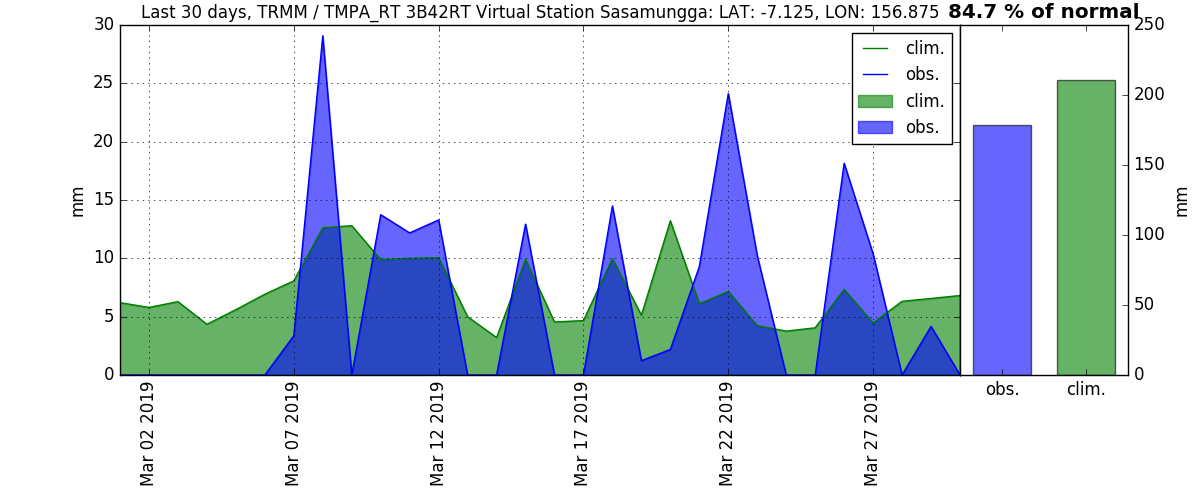 Last 30 days, TRMM / TMPA_RT 3B42RT Virtual Station Sasamungga: LAT: -7.125, LON: 156.875 84.7 % of normal
30
25
20
15
10
5
0
mm
clim.
obs.
clim.
obs.
Mar 02 2019
Mar 07 2019
Mar 12 2019
Mar 17 2019
Mar 22 2019
Mar 27 2019
250
200
150
100
50
0
mm
obs.
clim.